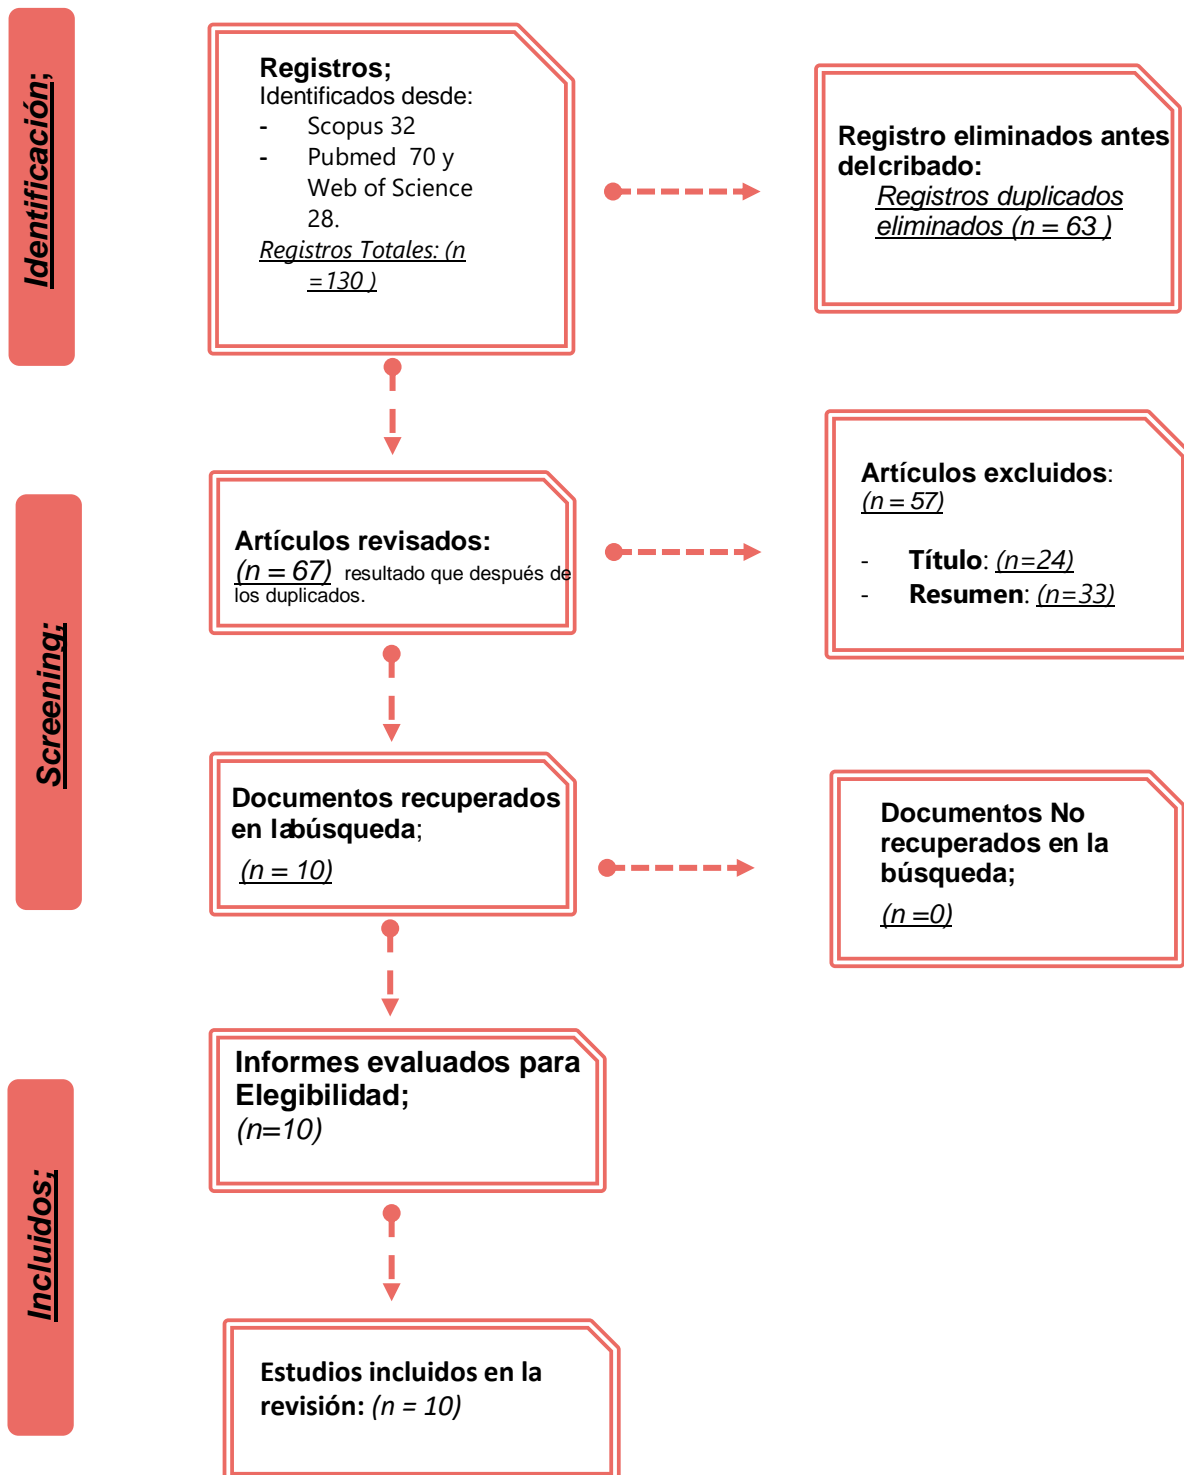 Identificación;
Registros;
Identificados desde:
- Scopus 32
- Pubmed 70 y
Web of Science
28.
Registros Totales: (n
=130 )
Registro eliminados antes
delcribado:
Registros duplicados
eliminados (n = 63 )
Screening;
Artículos revisados:
(n = 67) resultado que después de
los duplicados.
Artículos excluidos:
(n = 57)
- Título: (n=24)
- Resumen: (n=33)
Documentos recuperados
en labúsqueda;
(n = 10)
Documentos No
recuperados en la
búsqueda;
(n =0)
Incluidos;
Informes evaluados para
Elegibilidad;
(n=10)
Estudios incluidos en la
revisión: (n = 10)